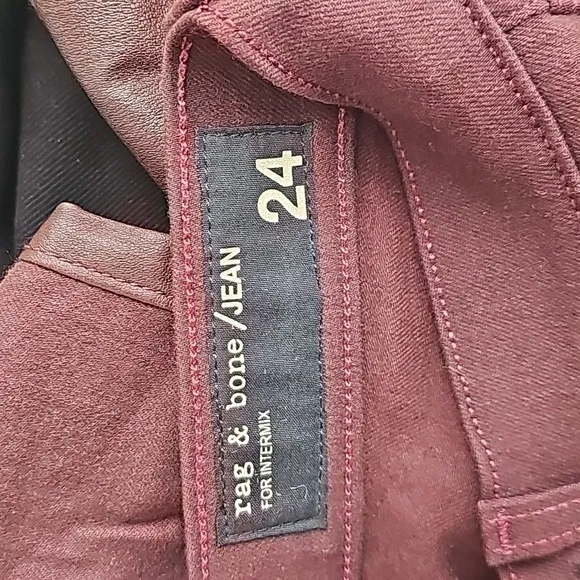 rag & bone/JEAN
FOR INTERMIX
24